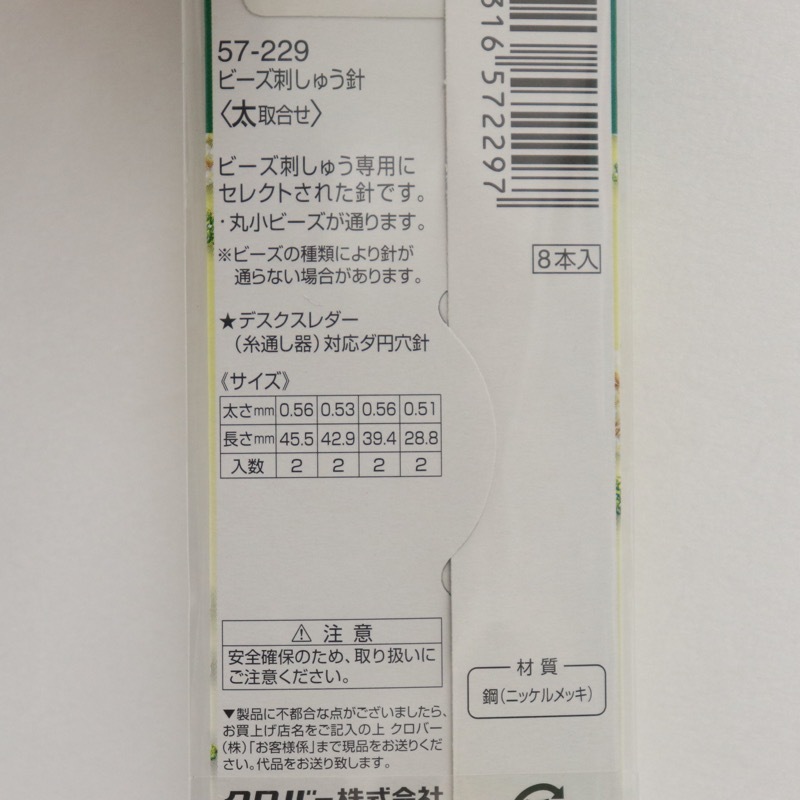 57-229
ビーズ刺しゅう針
〈太取合せ〉
ビーズ刺しゅう専用に
セレクトされた針です。
・丸小ビーズが通ります。
※ビーズの種類により針が
通らない場合があります。
★デスクスレダー
(糸通し器)対応ダ円穴針
《サイズ》
太さmm 0.56 0.53 0.56 0.51
長さmm 45.5 42.9 39.4 28.8
入数 2 2 2 2
⚠ 注意
安全確保のため、取り扱いに
ご注意ください。
▼製品に不都合な点がございましたら、
お買上げ店名をご記入の上 クロバー
(株)「お客様係」まで現品をお送りくだ
さい。代品をお送り致します。
クロバー株式会社
316572297
8本入
材質
鋼(ニッケルメッキ)